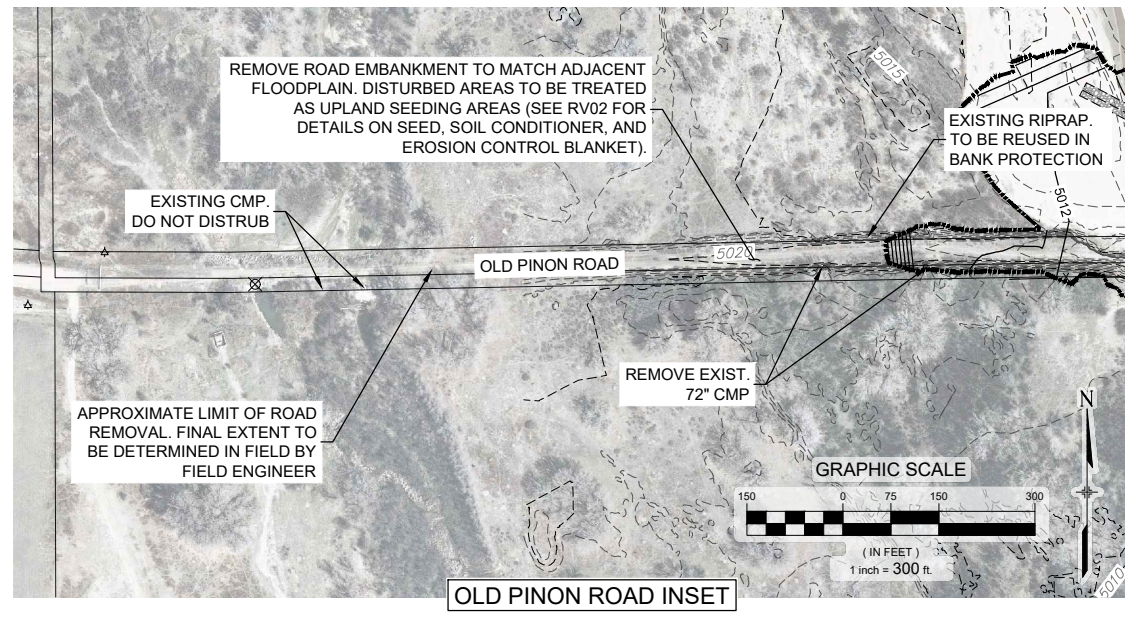 REMOVE ROAD EMBANKMENT TO MATCH ADJACENT
FLOODPLAIN. DISTURBED AREAS TO BE TREATED
AS UPLAND SEEDING AREAS (SEE RV02 FOR
DETAILS ON SEED, SOIL CONDITIONER, AND
EROSION CONTROL BLANKET).
5015
EXISTING RIPRAP.
TO BE REUSED IN
BANK PROTECTION
EXISTING CMP.
DO NOT DISTRUB
5012
5020
OLD PINON ROAD
REMOVE EXIST.
72" CMP
APPROXIMATE LIMIT OF ROAD
REMOVAL. FINAL EXTENT TO
BE DETERMINED IN FIELD BY
FIELD ENGINEER
N
GRAPHIC SCALE
150 0 75 150 300
( IN FEET )
1 inch = 300 ft.
5010
OLD PINON ROAD INSET